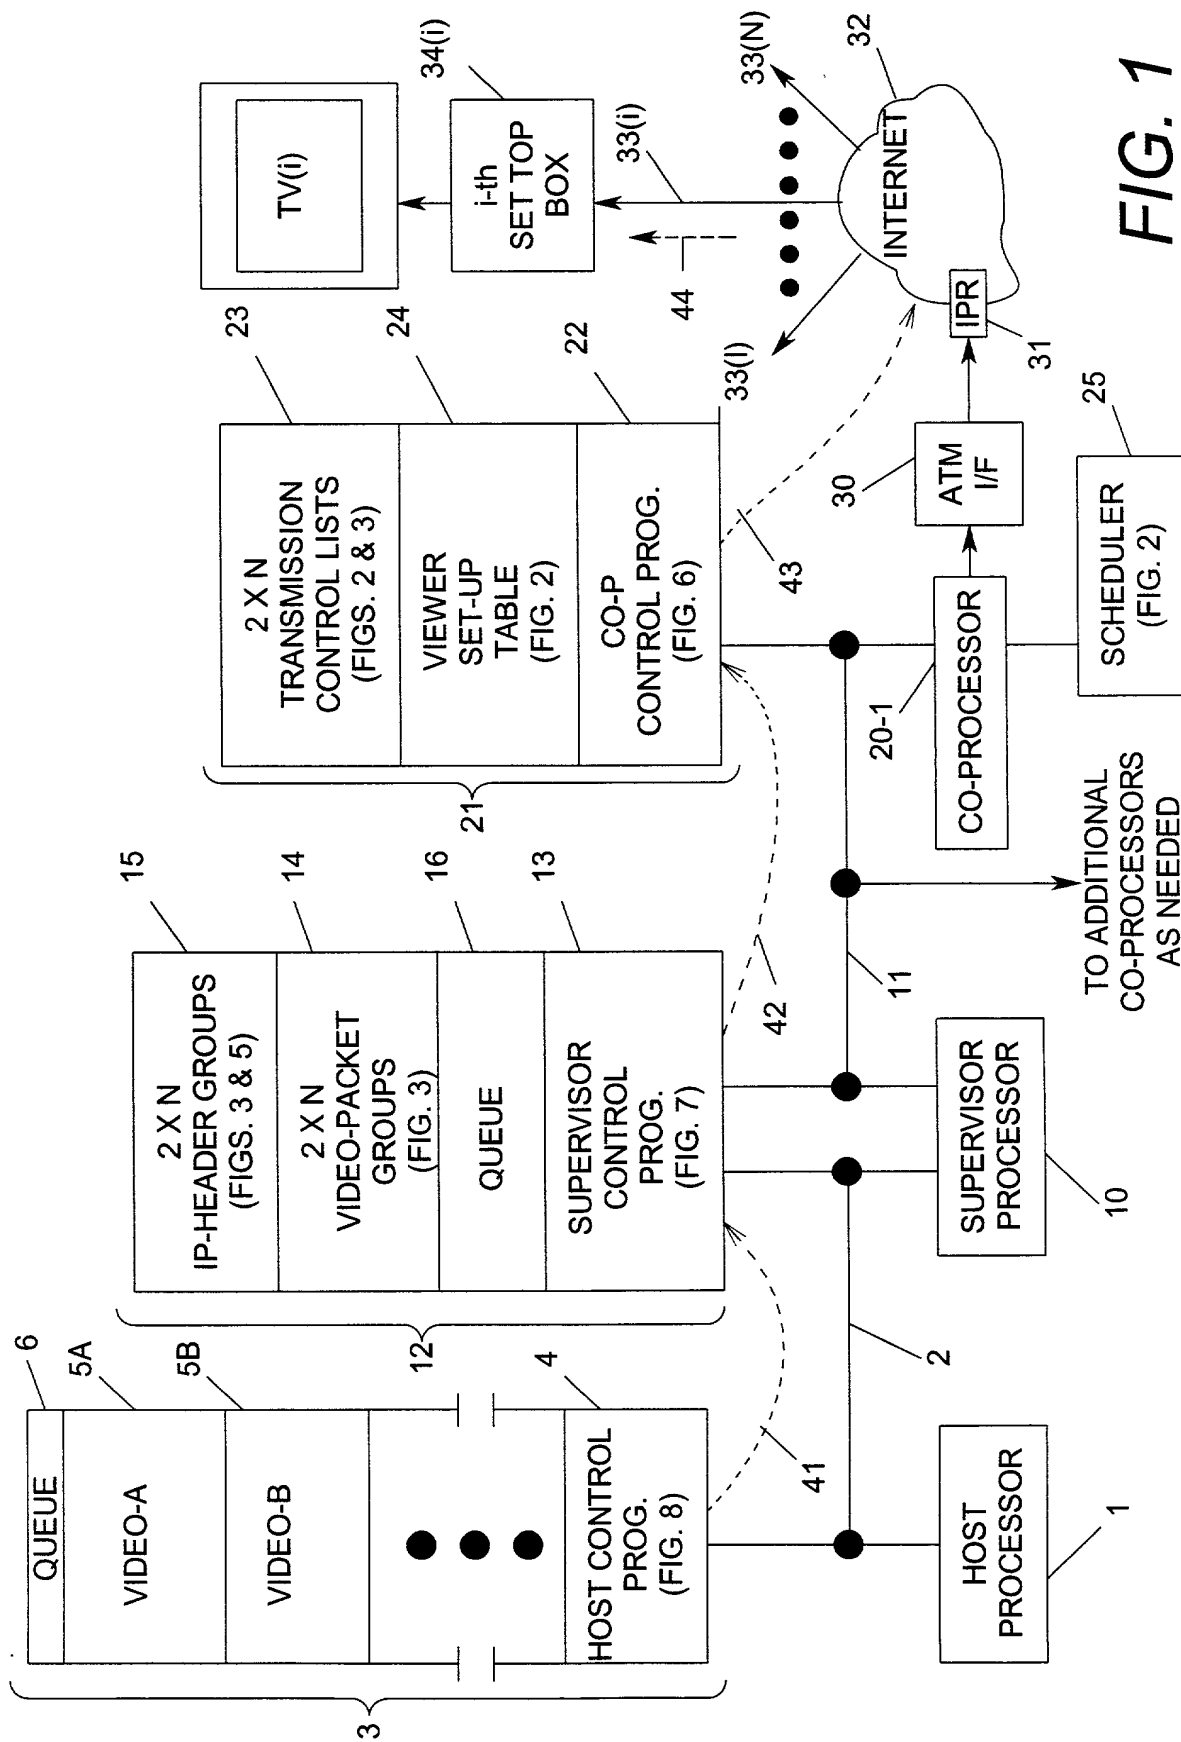 QUEUE
6
VIDEO-A
5A
VIDEO-B
5B
HOST CONTROL
PROG.
(FIG. 8)
4
3
41
HOST
PROCESSOR
1
2
2 X N
IP-HEADER GROUPS
(FIGS. 3 & 5)
15
2 X N
VIDEO-PACKET
GROUPS
(FIG. 3)
14
QUEUE
16
SUPERVISOR
CONTROL
PROG.
(FIG. 7)
13
12
42
SUPERVISOR
PROCESSOR
10
11
TO ADDITIONAL
CO-PROCESSORS
AS NEEDED
2 X N
TRANSMISSION
CONTROL LISTS
(FIGS. 2 & 3)
23
VIEWER
SET-UP
TABLE
(FIG. 2)
24
CO-P
CONTROL PROG.
(FIG. 6)
22
21
43
20-1
CO-PROCESSOR
SCHEDULER
(FIG. 2)
25
30
ATM
I/F
IPR
31
INTERNET
32
33(I)
33(i)
33(N)
44
i-th
SET TOP
BOX
34(i)
TV(i)
FIG. 1